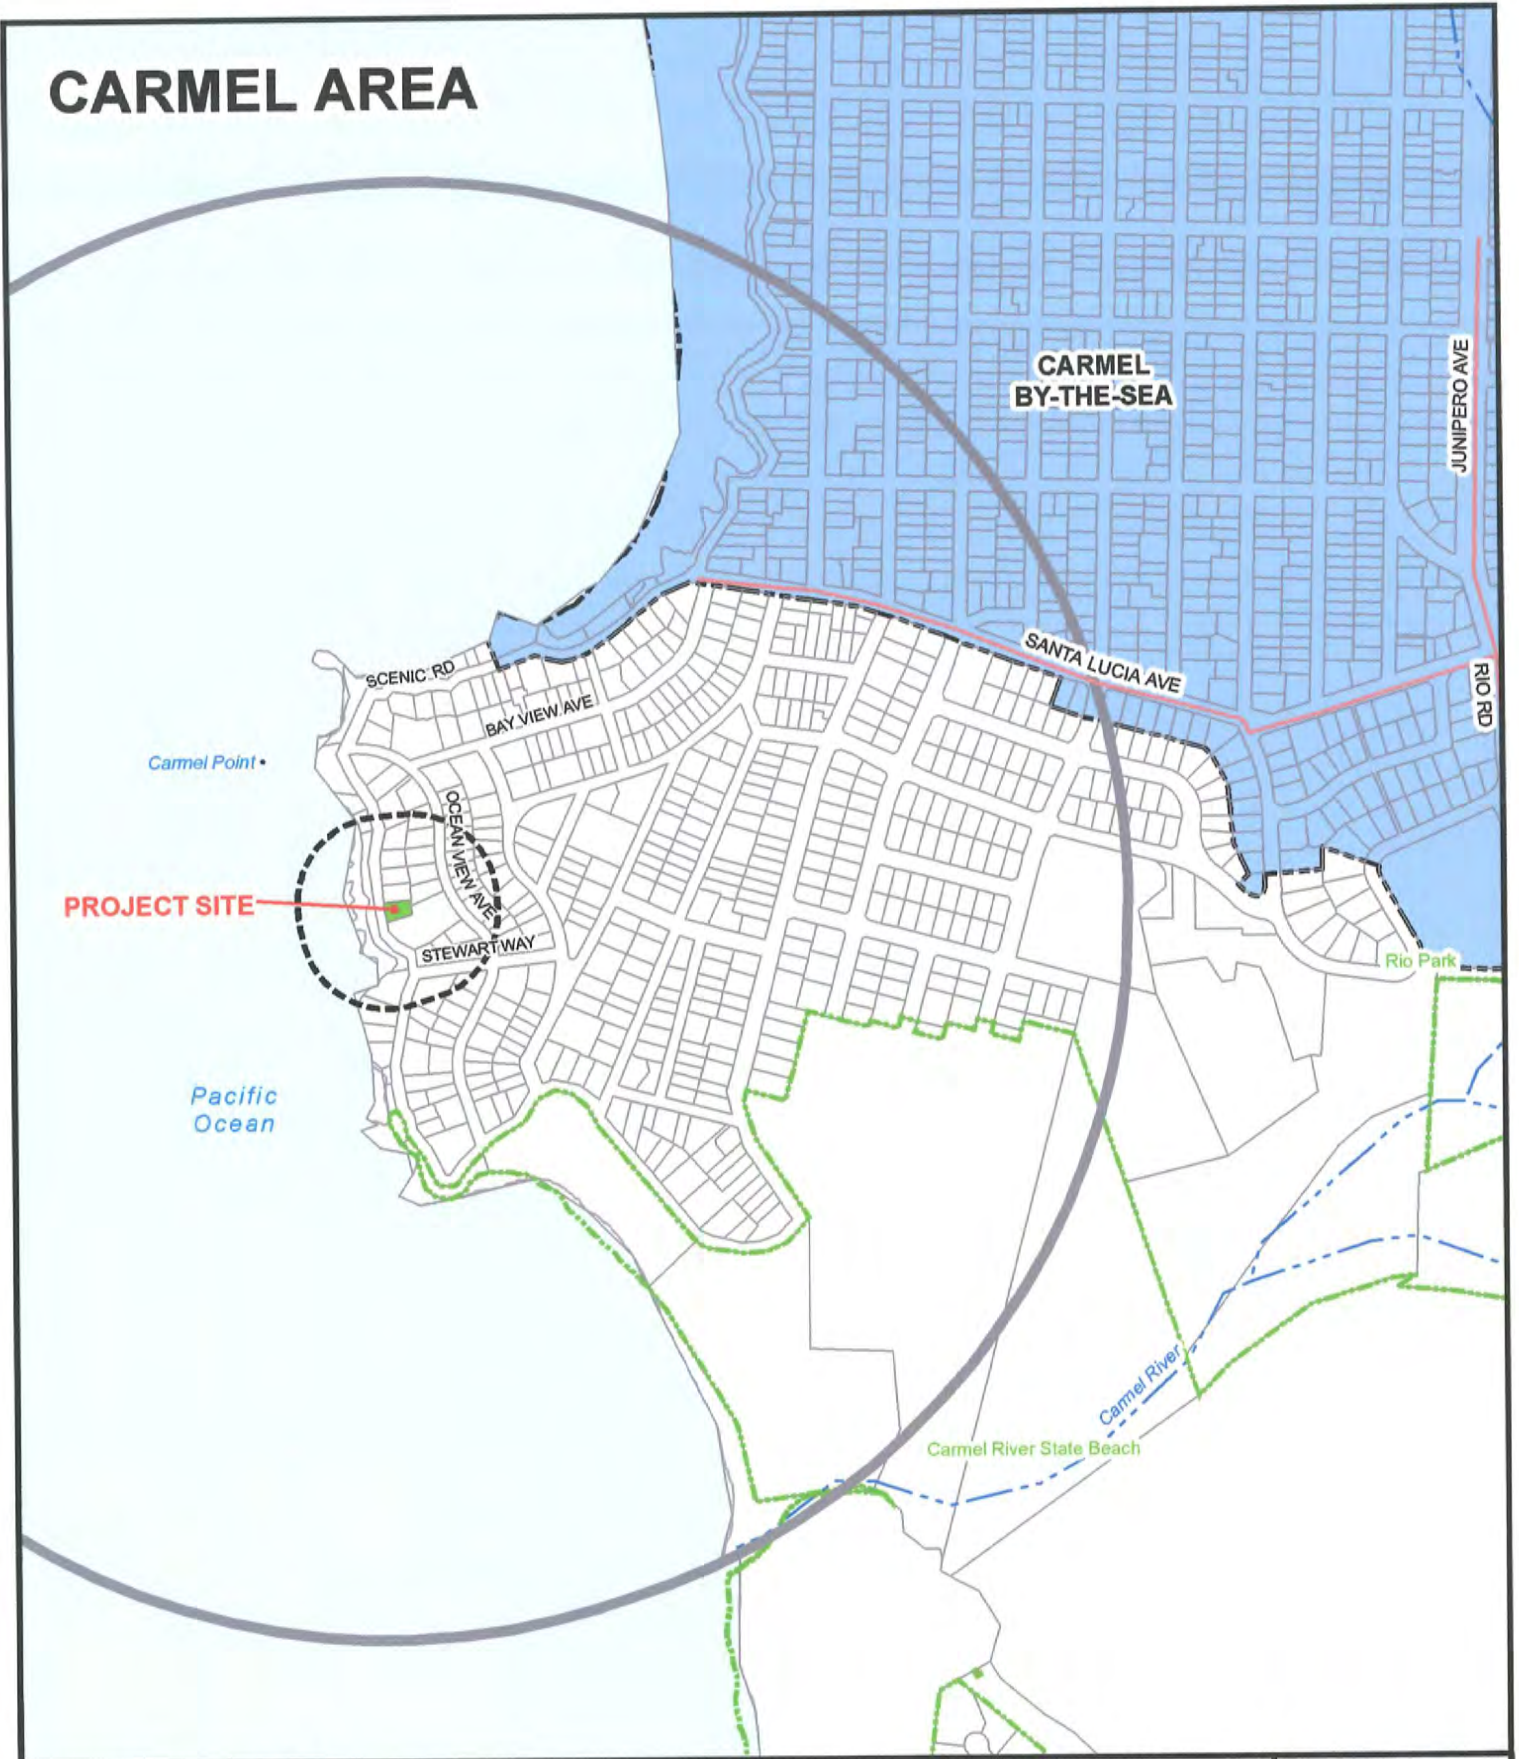 CARMEL AREA
CARMEL
BY-THE-SEA
JUNIPERO AVE
SANTA LUCIA AVE
RIO RD
SCENIC RD
BAY VIEW AVE
Carmel Point
OCEAN VIEW AVE
PROJECT SITE
STEWART WAY
Rio Park
Pacific
Ocean
Carmel River
Carmel River State Beach